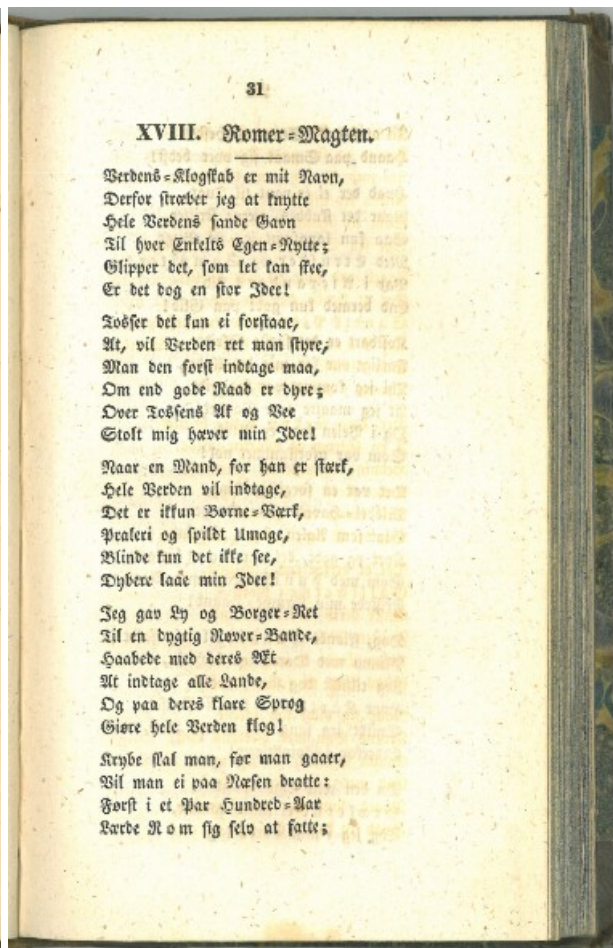 31
XVIII. Romer-Magten.
Verdens-Klogskab er mit Navn,
Derfor stræber jeg at knytte
Hele Verdens sande Gavn
Til hver Enkelts Egen-Nytte;
Glipper det, som let kan skee,
Er det dog en stor Idee!
Tosser det kun ei forstaae,
At, vil Verden ret man styre,
Man den først indtage maa,
Om end gode Raad er dyre;
Over Tossens Ak og Vee
Stolt mig hæver min Idee!
Naar en Mand, for han er stærk,
Hele Verden vil indtage,
Det er ikkun Børne-Værk,
Praleri og spildt Umage,
Blinde kun det ikke see,
Dybere laae min Idee!
Jeg gav Ly og Borger-Ret
Til en dygtig Røver-Bande,
Haabede med deres Æt
At indtage alle Lande,
Og paa deres klare Sprog
Giøre hele Verden klog!
Krybe skal man, før man gaaer,
Vil man ei paa Næsen dratte:
Først i et Par Hundred-Aar
Lærde Rom sig selv at fatte;